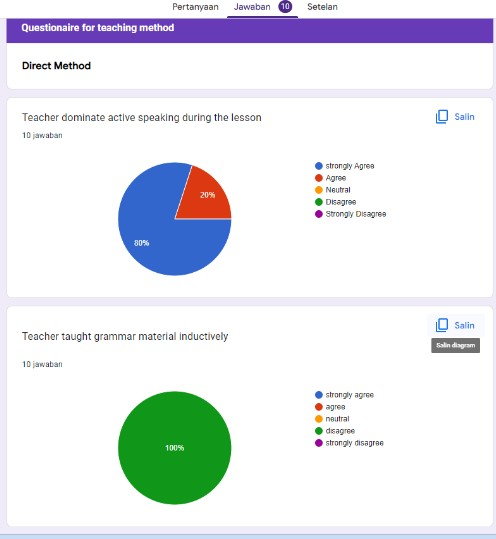 Pertanyaan Jawaban 10 Setelan
Questionaire for teaching method
Direct Method
Teacher dominate active speaking during the lesson
Salin
10 jawaban
20%
80%
strongly Agree
Agree
Neutral
Disagree
Strongly Disagree
Salin
Teacher taught grammar material inductively
Salin diagram
10 jawaban
100%
strongly agree
agree
neutral
disagree
strongly disagree